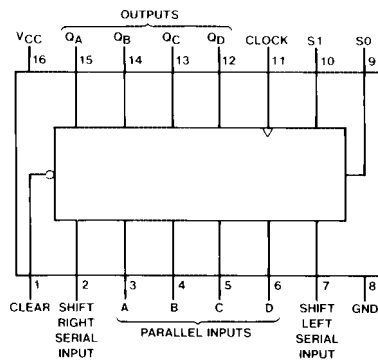 OUTPUTS
VCC QA QB QC QD CLOCK S1 S0
16 15 14 13 12 11 10 9
1 2 3 4 5 6 7 8
CLEAR SHIFT RIGHT SERIAL INPUT A B C D SHIFT LEFT SERIAL INPUT GND
PARALLEL INPUTS